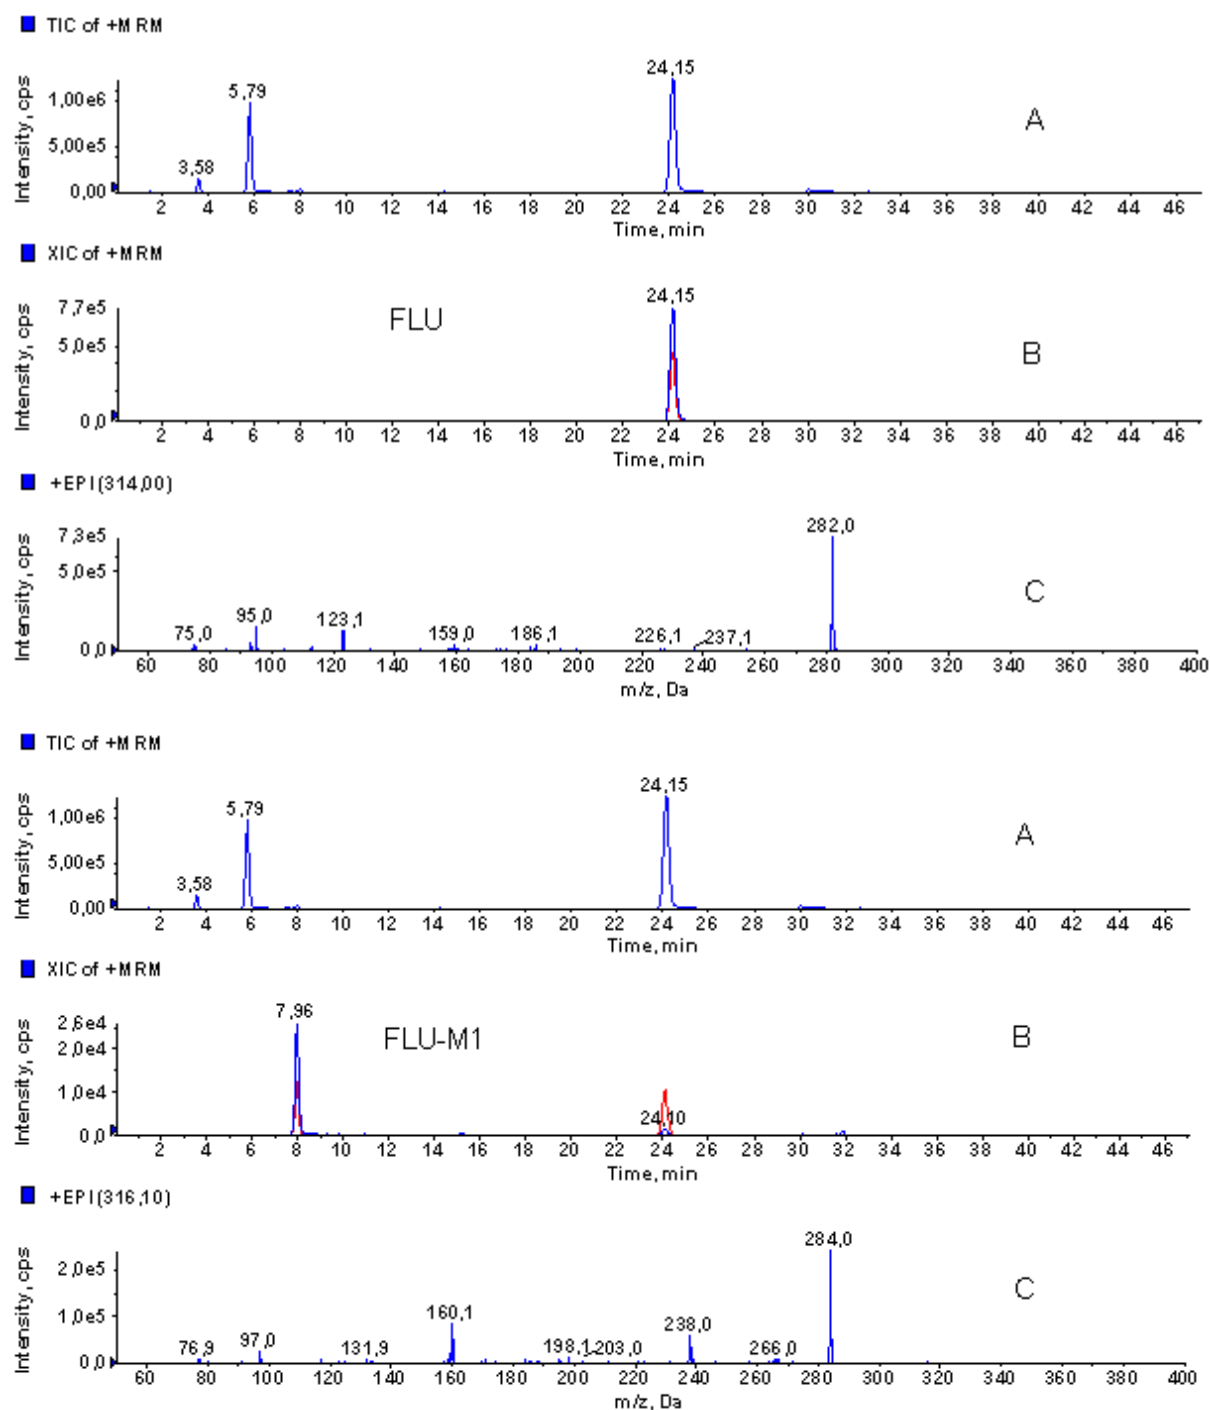 TIC of +MRM
Intensity, cps
1,00e6
5,00e5
0,00
3,58
5,79
24,15
A
2 4 6 8 10 12 14 16 18 20 22 24 26 28 30 32 34 36 38 40 42 44 46
Time, min
XIC of +MRM
Intensity, cps
7,7e5
5,0e5
0,0
FLU
24,15
B
2 4 6 8 10 12 14 16 18 20 22 24 26 28 30 32 34 36 38 40 42 44 46
Time, min
+EPI(314,00)
Intensity, cps
7,3e5
5,0e5
0,0
75,0
95,0
123,1
159,0
186,1
226,1
237,1
282,0
C
60 80 100 120 140 160 180 200 220 240 260 280 300 320 340 360 380 400
m/z, Da
TIC of +MRM
Intensity, cps
1,00e6
5,00e5
0,00
3,58
5,79
24,15
A
2 4 6 8 10 12 14 16 18 20 22 24 26 28 30 32 34 36 38 40 42 44 46
Time, min
XIC of +MRM
Intensity, cps
2,6e4
2,0e4
1,0e4
0,0
7,96
FLU-M1
24,10
B
2 4 6 8 10 12 14 16 18 20 22 24 26 28 30 32 34 36 38 40 42 44 46
Time, min
+EPI(316,10)
Intensity, cps
2,0e5
1,0e5
0,0
76,9
97,0
131,9
160,1
198,1
203,0
238,0
266,0
284,0
C
60 80 100 120 140 160 180 200 220 240 260 280 300 320 340 360 380 400
m/z, Da